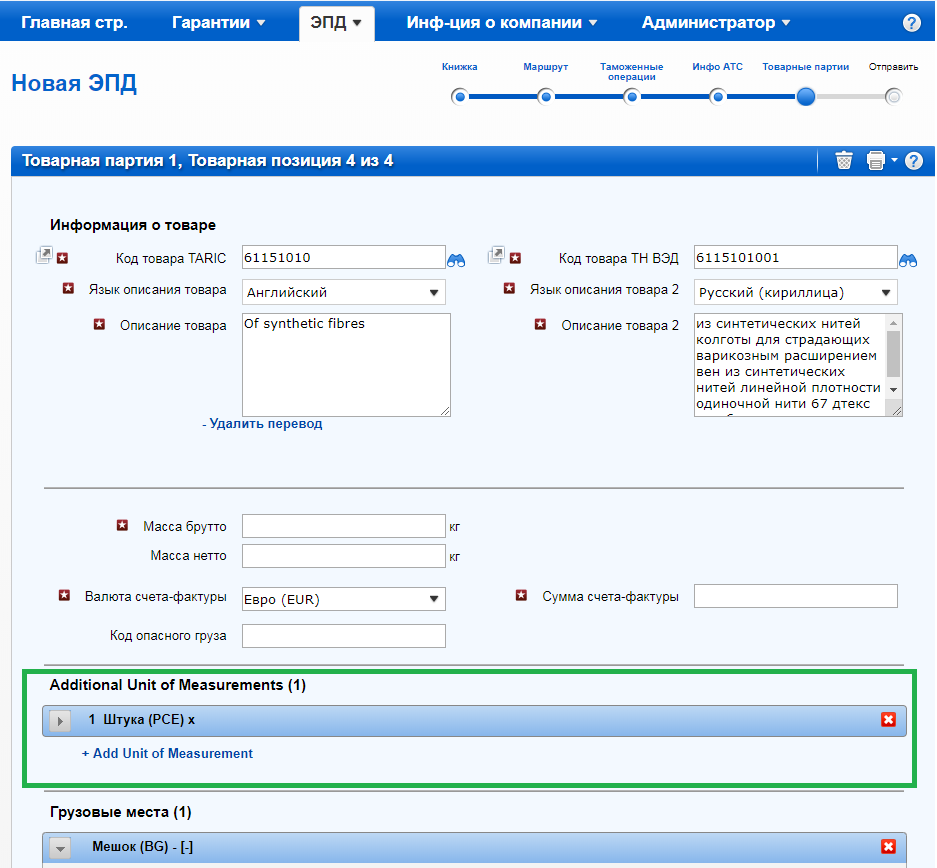 Главная стр.
Гарантии
ЭПД
Инф-ция о компании
Администратор
?
Новая ЭПД
Книжка
Маршрут
Таможенные
операции
Инфо АТС
Товарные партии
Отправить
Товарная партия 1, Товарная позиция 4 из 4
?
Информация о товаре
Код товара TARIC
61151010
Код товара ТН ВЭД
6115101001
Язык описания товара
Английский
Язык описания товара 2
Русский (кириллица)
Описание товара
Of synthetic fibres
Описание товара 2
из синтетических нитей
колготы для страдающих
варикозным расширением
вен из синтетических
нитей линейной плотности
одиночной нити 67 дтекс
- Удалить перевод
Масса брутто
кг
Масса нетто
кг
Валюта счета-фактуры
Евро (EUR)
Сумма счета-фактуры
Код опасного груза
Additional Unit of Measurements (1)
1 Штука (PCE) x
+ Add Unit of Measurement
Грузовые места (1)
Мешок (BG) - [-]